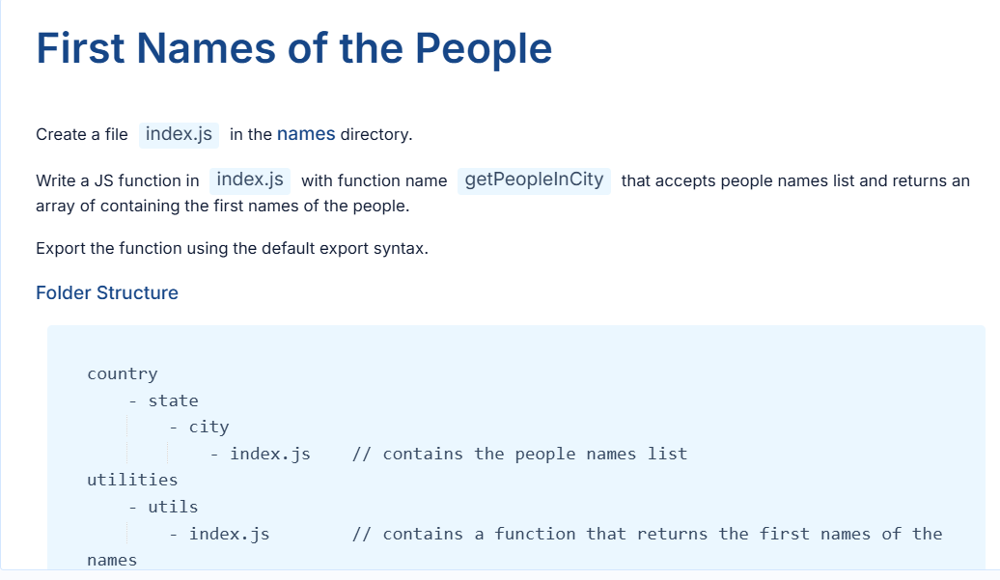 First Names of the People
Create a file index.js in the names directory.
Write a JS function in index.js with function name getPeopleInCity that accepts people names list and returns an
array of containing the first names of the people.
Export the function using the default export syntax.
Folder Structure
country
- state
- city
- index.js // contains the people names list
utilities
- utils
- index.js // contains a function that returns the first names of the
names